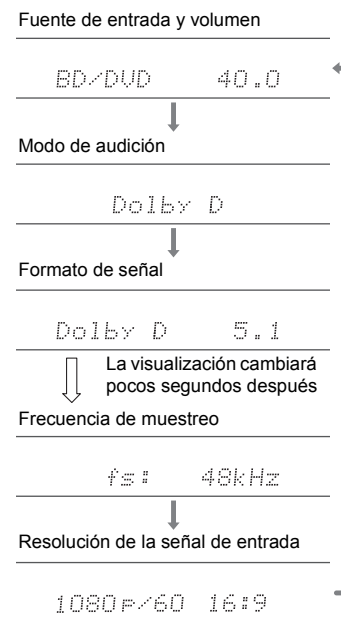 Fuente de entrada y volumen
BD/DVD 40.0
Modo de audición
Dolby D
Formato de señal
Dolby D 5.1
La visualización cambiará
pocos segundos después
Frecuencia de muestreo
fs: 48kHz
Resolución de la señal de entrada
1080p/60 16:9